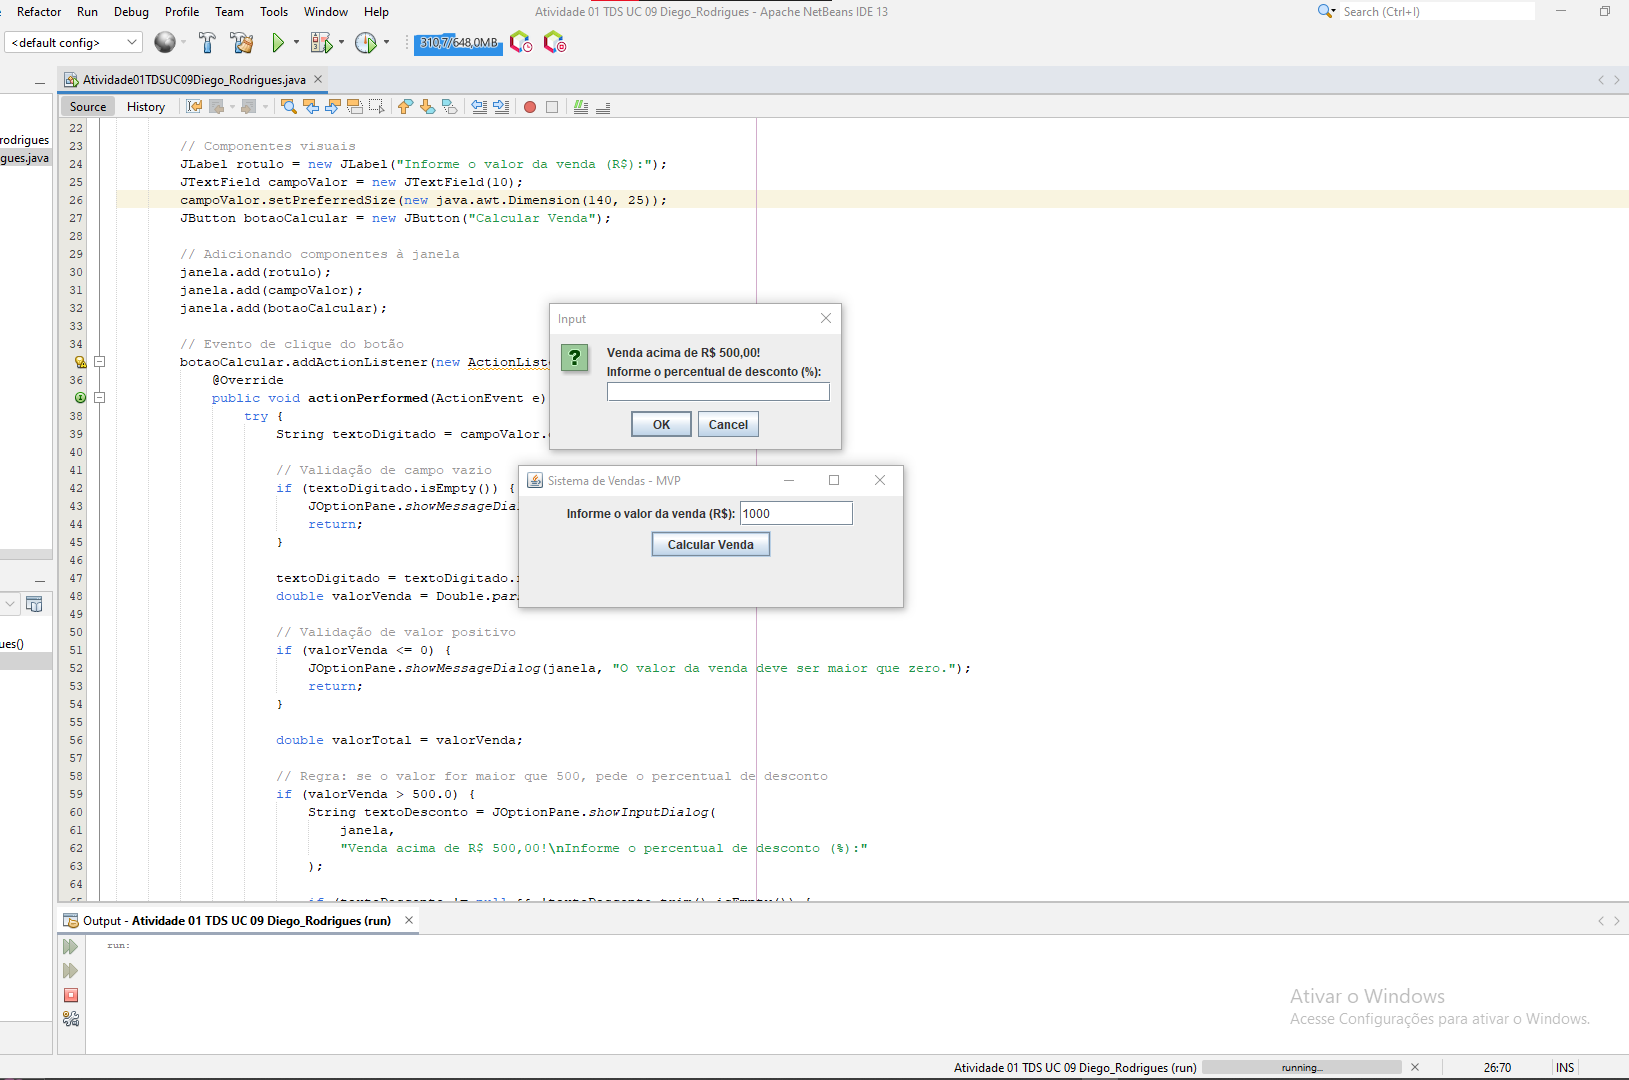 Refactor Run Debug Profile Team Tools Window Help
Atividade 01 TDS UC 09 Diego_Rodrigues - Apache NetBeans IDE 13
Search (Ctrl+I)
<default config>
310,7/648,0MB
Atividade01TDSUC09Diego_Rodrigues.java
Source History
rodrigues
gues.java
ues()
22
23 // Componentes visuais
24 JLabel rotulo = new JLabel("Informe o valor da venda (R$):");
25 JTextField campoValor = new JTextField(10);
26 campoValor.setPreferredSize(new java.awt.Dimension(140, 25));
27 JButton botaoCalcular = new JButton("Calcular Venda");
28
29 // Adicionando componentes à janela
30 janela.add(rotulo);
31 janela.add(campoValor);
32 janela.add(botaoCalcular);
33
34 // Evento de clique do botão
botaoCalcular.addActionListener(new ActionListe
36 @Override
public void actionPerformed(ActionEvent e)
38 try {
39 String textoDigitado = campoValor.
40
41 // Validação de campo vazio
42 if (textoDigitado.isEmpty()) {
43 JOptionPane.showMessageDia
44 return;
45 }
46
47 textoDigitado = textoDigitado.
48 double valorVenda = Double.par
49
50 // Validação de valor positivo
51 if (valorVenda <= 0) {
52 JOptionPane.showMessageDialog(janela, "O valor da venda deve ser maior que zero.");
53 return;
54 }
55
56 double valorTotal = valorVenda;
57
58 // Regra: se o valor for maior que 500, pede o percentual de desconto
59 if (valorVenda > 500.0) {
60 String textoDesconto = JOptionPane.showInputDialog(
61 janela,
62 "Venda acima de R$ 500,00!\nInforme o percentual de desconto (%):"
63 );
64
65 if (textoDesconto != null && !textoDesconto.trim().isEmpty()) {
Input
Venda acima de R$ 500,00!
Informe o percentual de desconto (%):
OK Cancel
Sistema de Vendas - MVP
Informe o valor da venda (R$): 1000
Calcular Venda
Output - Atividade 01 TDS UC 09 Diego_Rodrigues (run)
run:
Ativar o Windows
Acesse Configurações para ativar o Windows.
Atividade 01 TDS UC 09 Diego_Rodrigues (run) running... 26:70 INS